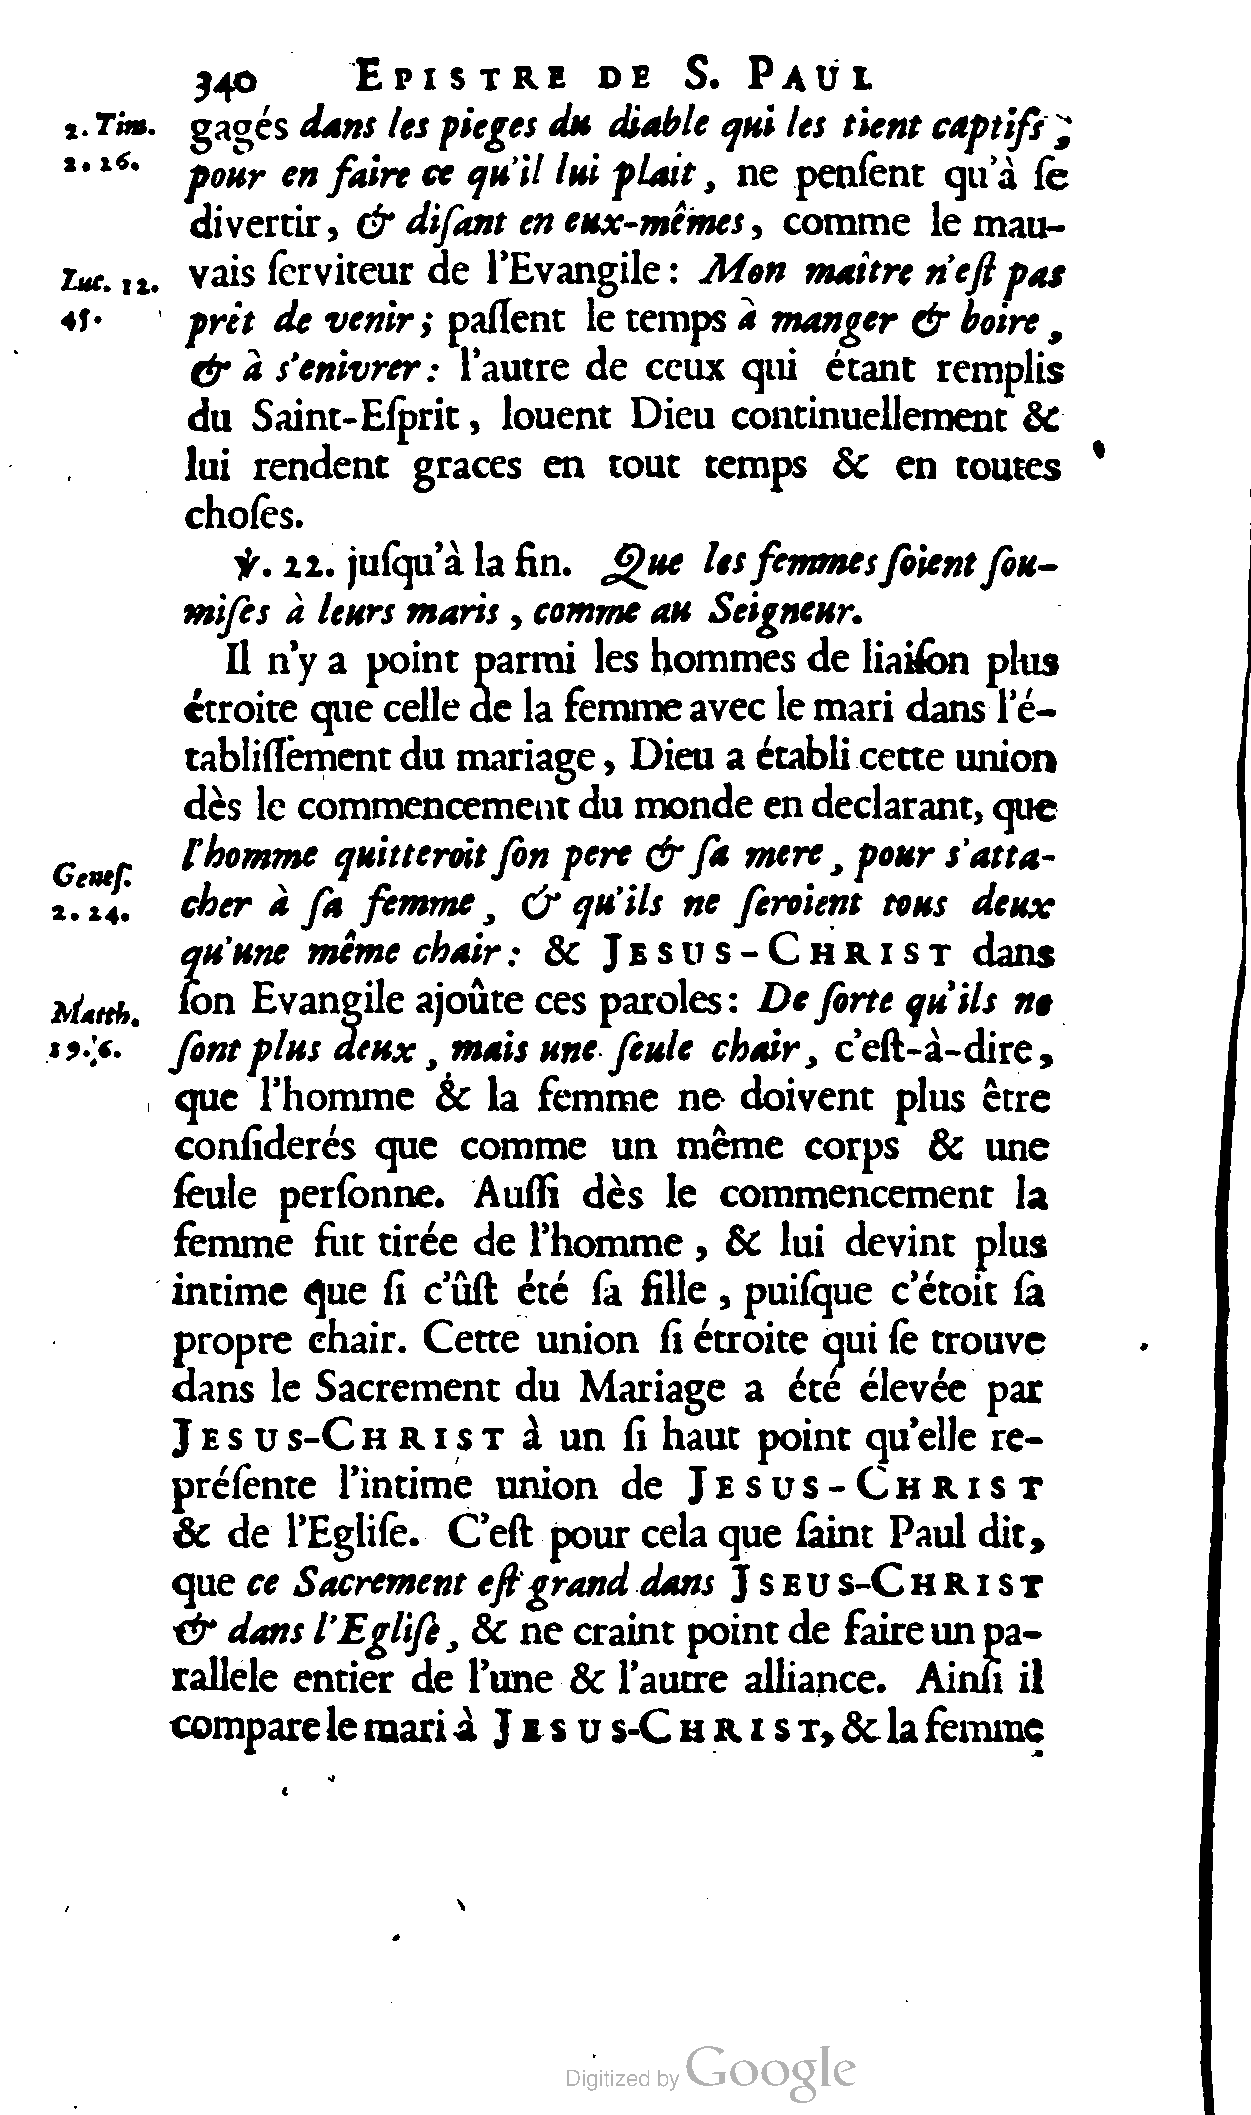 340 EPISTRE DE S. PAUL
2. Tim. gagés dans les pieges du diable qui les tient captifs;
2. 26. pour en faire ce qu'il lui plait, ne penſent qu'à ſe
divertir, & diſant en eux-mêmes, comme le mau-
Luc. 12. vais ſerviteur de l'Evangile: Mon maître n'eſt pas
45. prêt de venir; paſſent le temps à manger & boire,
& à s'enivrer: l'autre de ceux qui étant remplis
du Saint-Eſprit, louent Dieu continuellement &
lui rendent graces en tout temps & en toutes
choſes.
℣. 22. juſqu'à la fin. Que les femmes ſoient ſou-
miſes à leurs maris, comme au Seigneur.
Il n'y a point parmi les hommes de liaiſon plus
étroite que celle de la femme avec le mari dans l'é-
tabliſſement du mariage, Dieu a établi cette union
dès le commencement du monde en declarant, que
l'homme quitteroit ſon pere & ſa mere, pour s'atta-
Geneſ.
2. 24. cher à ſa femme, & qu'ils ne ſeroient tous deux
qu'une même chair: & JESUS-CHRIST dans
Matth. ſon Evangile ajoûte ces paroles: De ſorte qu'ils ne
19. 6. ſont plus deux, mais une ſeule chair, c'eſt-à-dire,
que l'homme & la femme ne doivent plus être
conſiderés que comme un même corps & une
ſeule perſonne. Auſſi dès le commencement la
femme fut tirée de l'homme, & lui devint plus
intime que ſi c'ûſt été ſa fille, puiſque c'étoit ſa
propre chair. Cette union ſi étroite qui ſe trouve
dans le Sacrement du Mariage a été élevée par
JESUS-CHRIST à un ſi haut point qu'elle re-
préſente l'intime union de JESUS-CHRIST
& de l'Egliſe. C'eſt pour cela que ſaint Paul dit,
que ce Sacrement eſt grand dans JSEUS-CHRIST
& dans l'Egliſe, & ne craint point de faire un pa-
rallele entier de l'une & l'autre alliance. Ainſi il
compare le mari à JESUS-CHRIST, & la femme
Digitized by Google